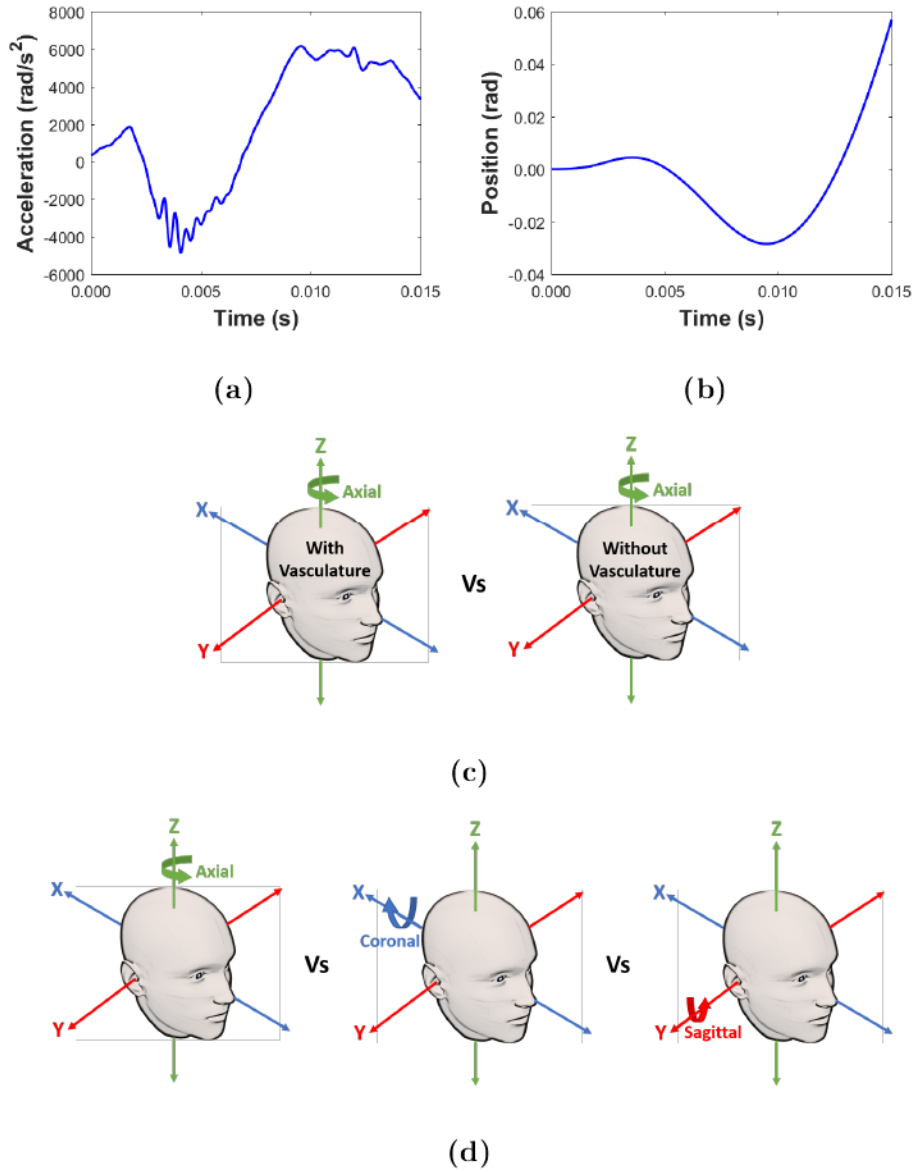 8000
6000
4000
2000
0
-2000
-4000
-6000
Acceleration (rad/s²)
0.000 0.005 0.010 0.015
Time (s)
(a)
0.06
0.04
0.02
0.00
-0.02
-0.04
Position (rad)
0.000 0.005 0.010 0.015
Time (s)
(b)
Z
Axial
X
With
Vasculature
Y
Vs
Z
Axial
X
Without
Vasculature
Y
(c)
Z
Axial
X
Y
Vs
Z
X
Coronal
Y
Vs
Z
X
Y
Sagittal
(d)